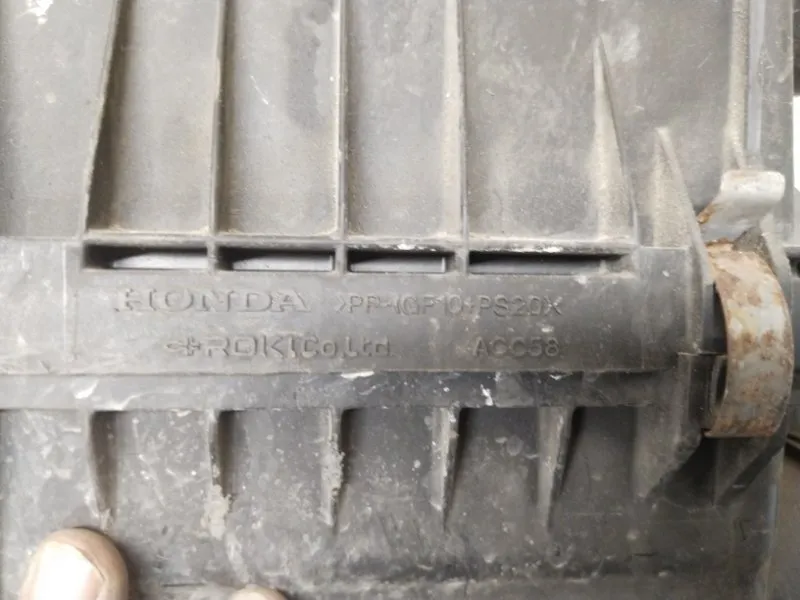 HONDA >PP-(GF10+PS20X
ROKI Co.,Ltd. ACC58